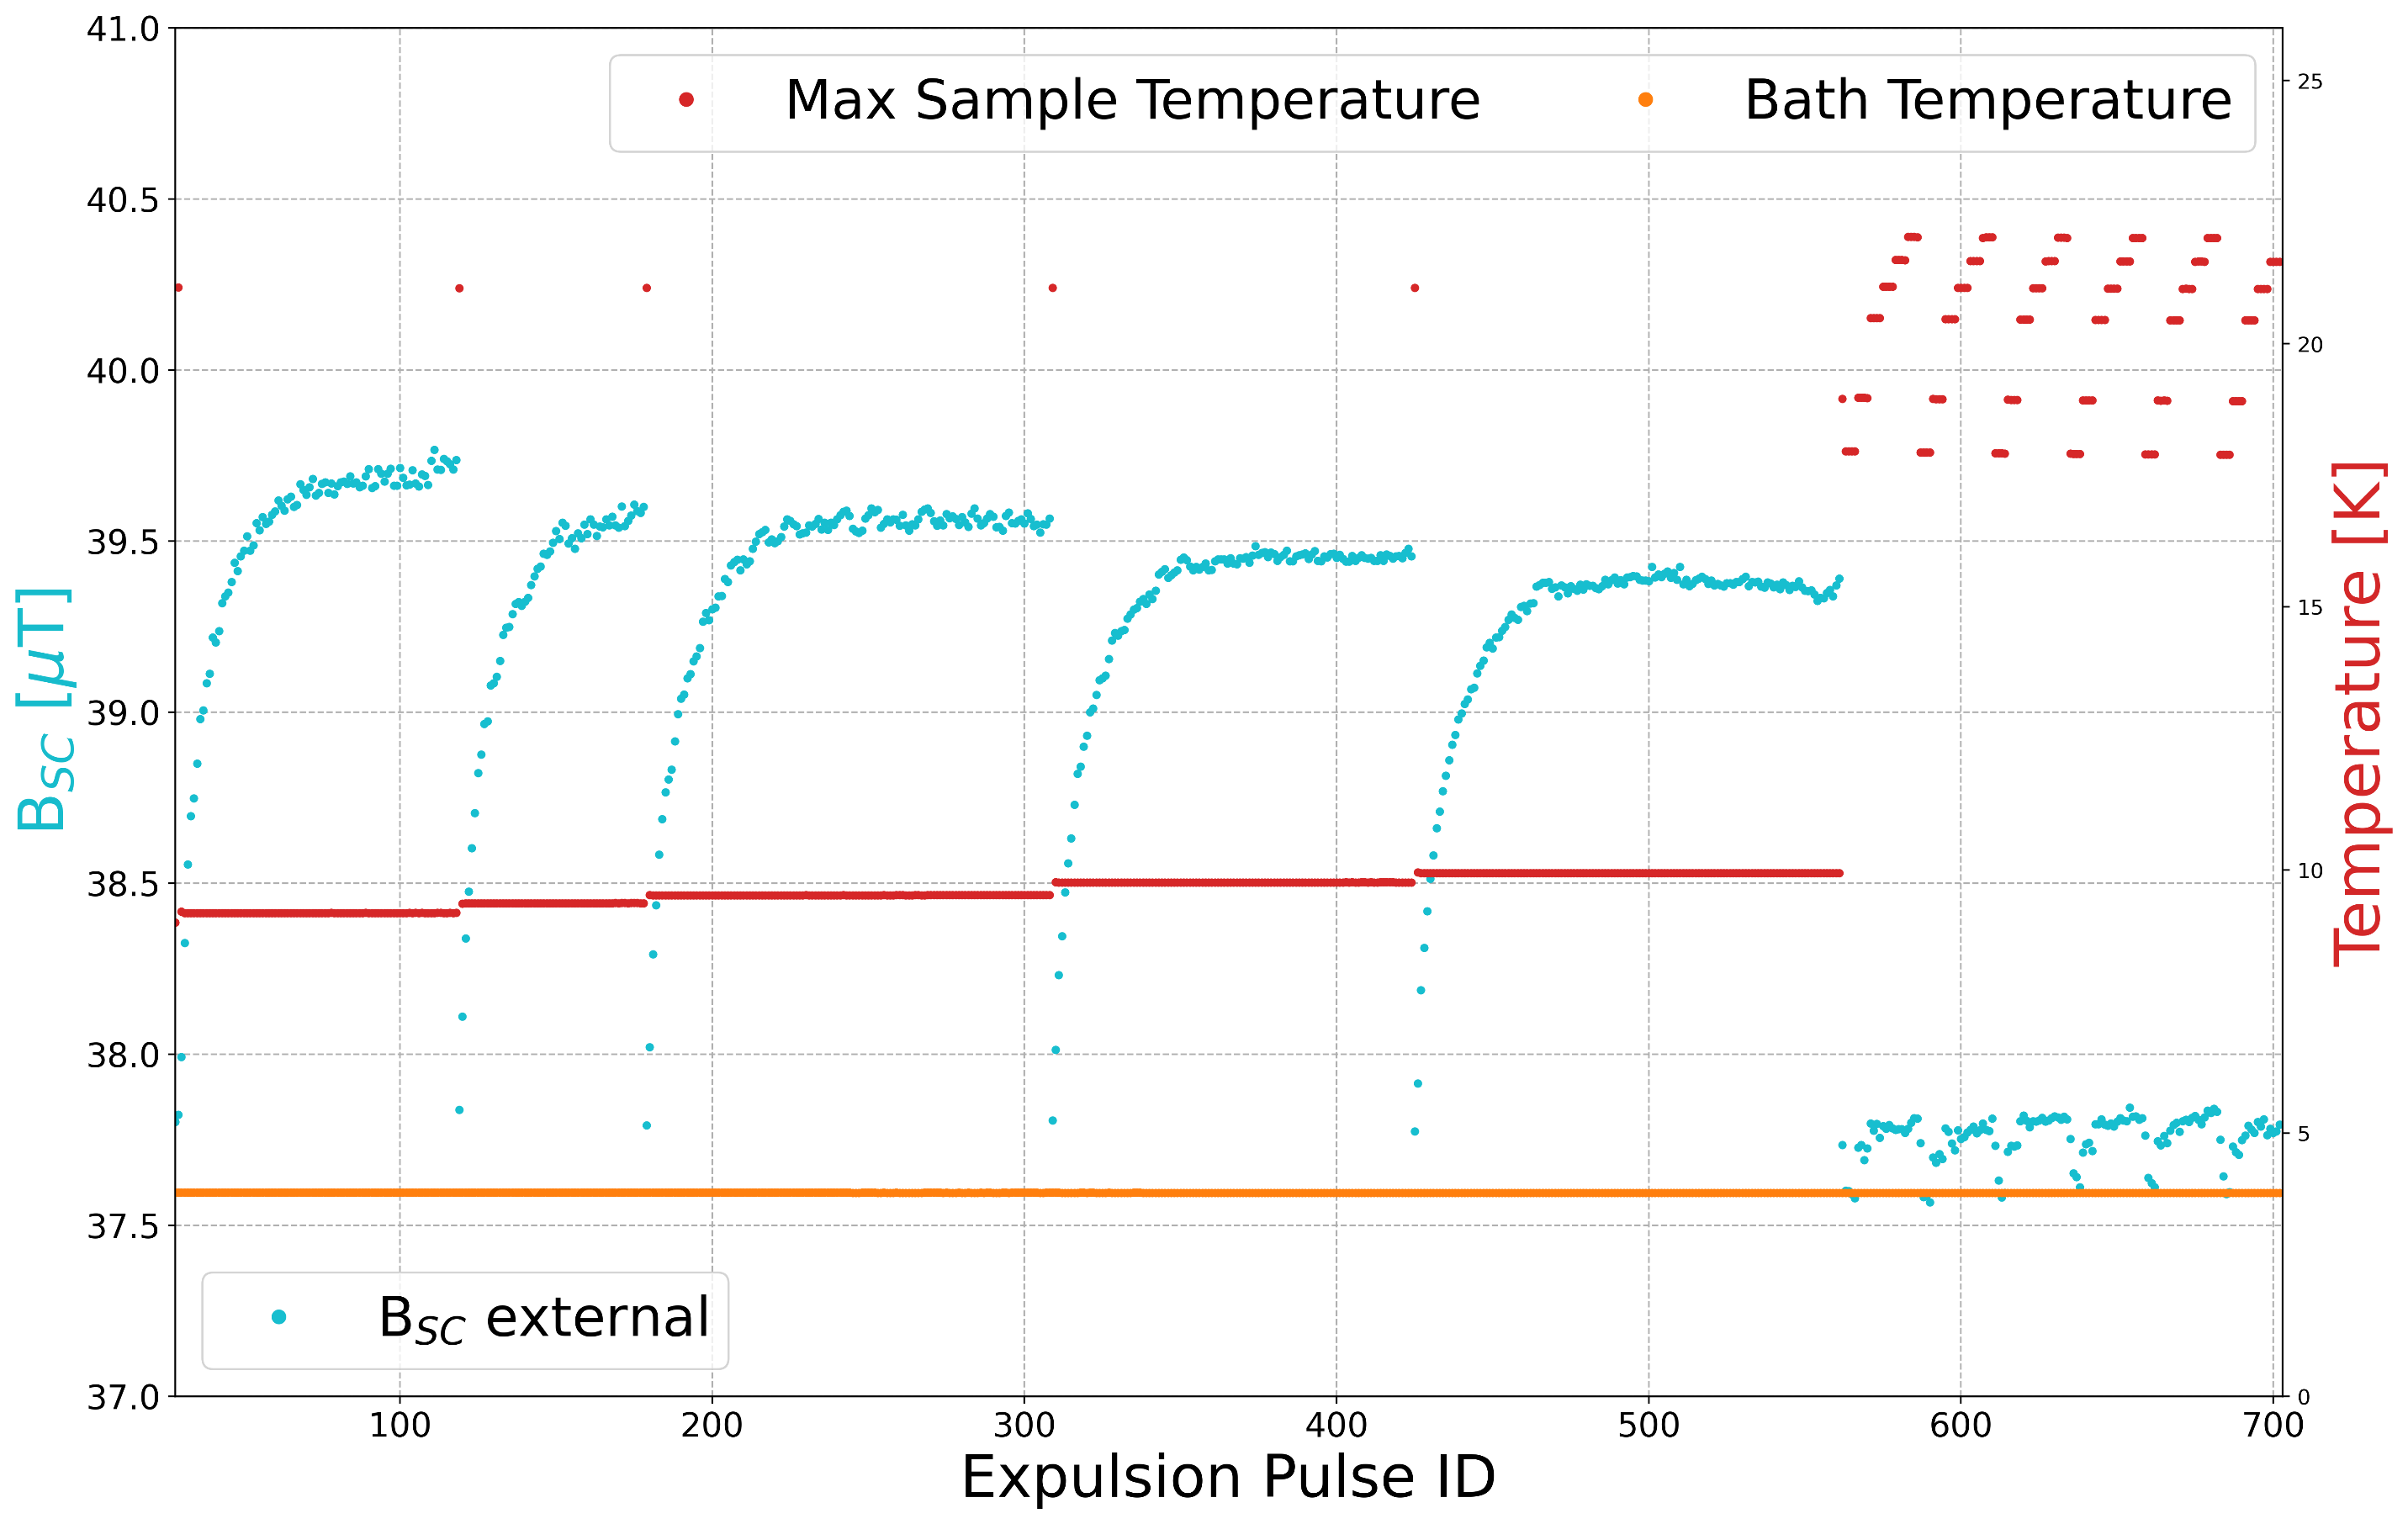 41.0
40.5
40.0
39.5
39.0
38.5
38.0
37.5
37.0
B_SC [μT]
Max Sample Temperature
Bath Temperature
B_SC external
25
20
15
10
5
0
Temperature [K]
100 200 300 400 500 600 700
Expulsion Pulse ID